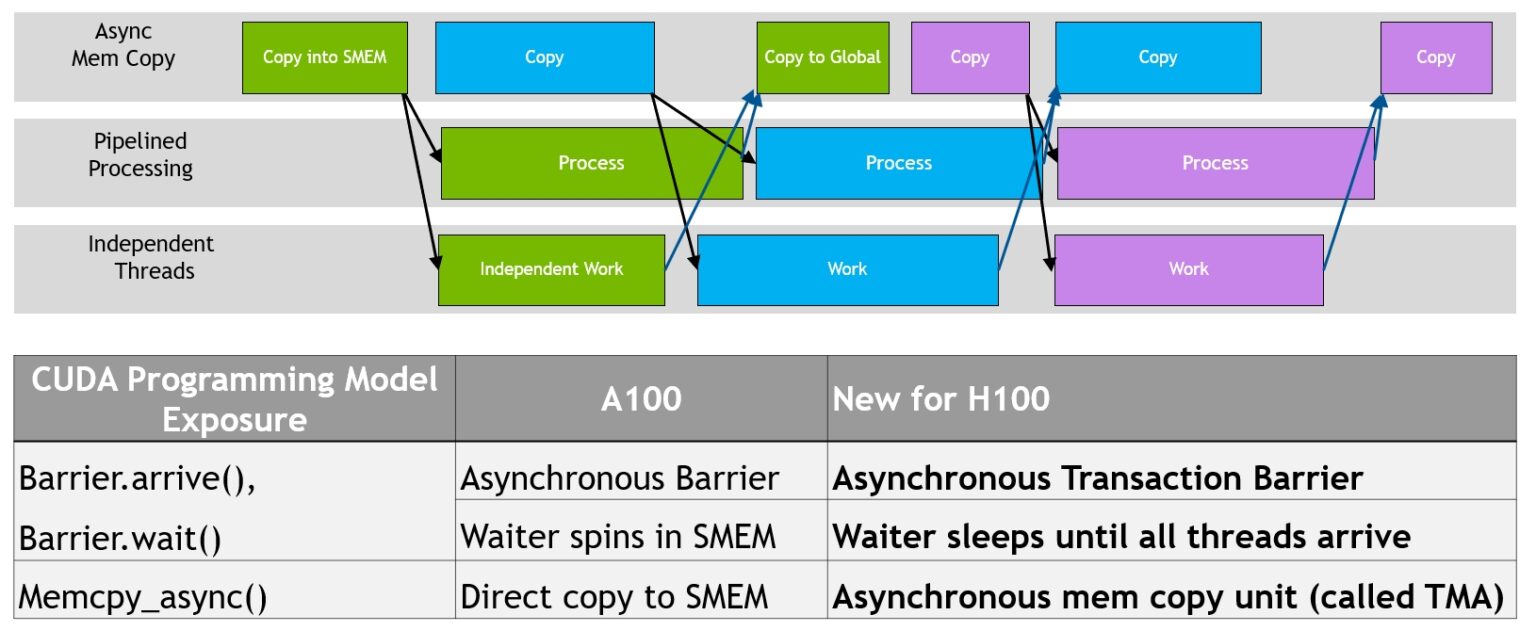 Async
Mem Copy
Copy into SMEM
Copy
Copy to Global
Copy
Copy
Copy
Pipelined
Processing
Process
Process
Process
Independent
Threads
Independent Work
Work
Work
CUDA Programming Model
Exposure
A100
New for H100
Barrier.arrive(),
Asynchronous Barrier
Asynchronous Transaction Barrier
Barrier.wait()
Waiter spins in SMEM
Waiter sleeps until all threads arrive
Memcpy_async()
Direct copy to SMEM
Asynchronous mem copy unit (called TMA)